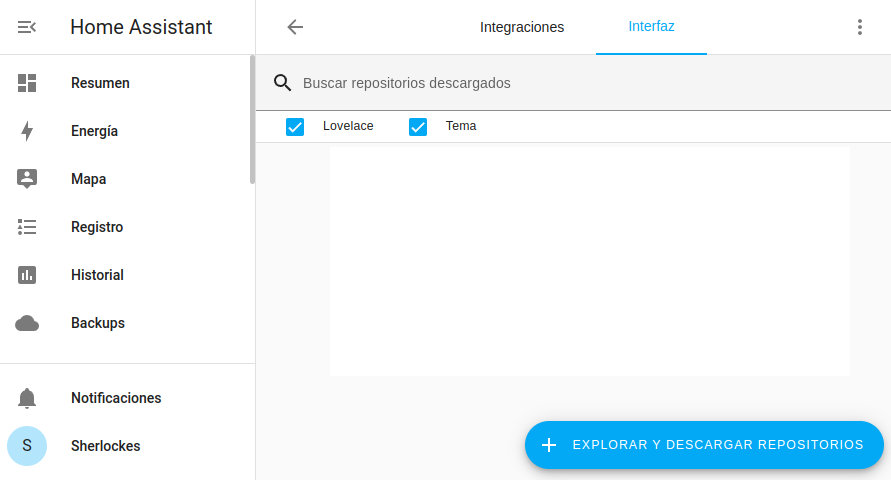 Home Assistant
Integraciones
Interfaz
Resumen
Energía
Mapa
Registro
Historial
Backups
Notificaciones
S
Sherlockes
Buscar repositorios descargados
Lovelace
Tema
EXPLORAR Y DESCARGAR REPOSITORIOS